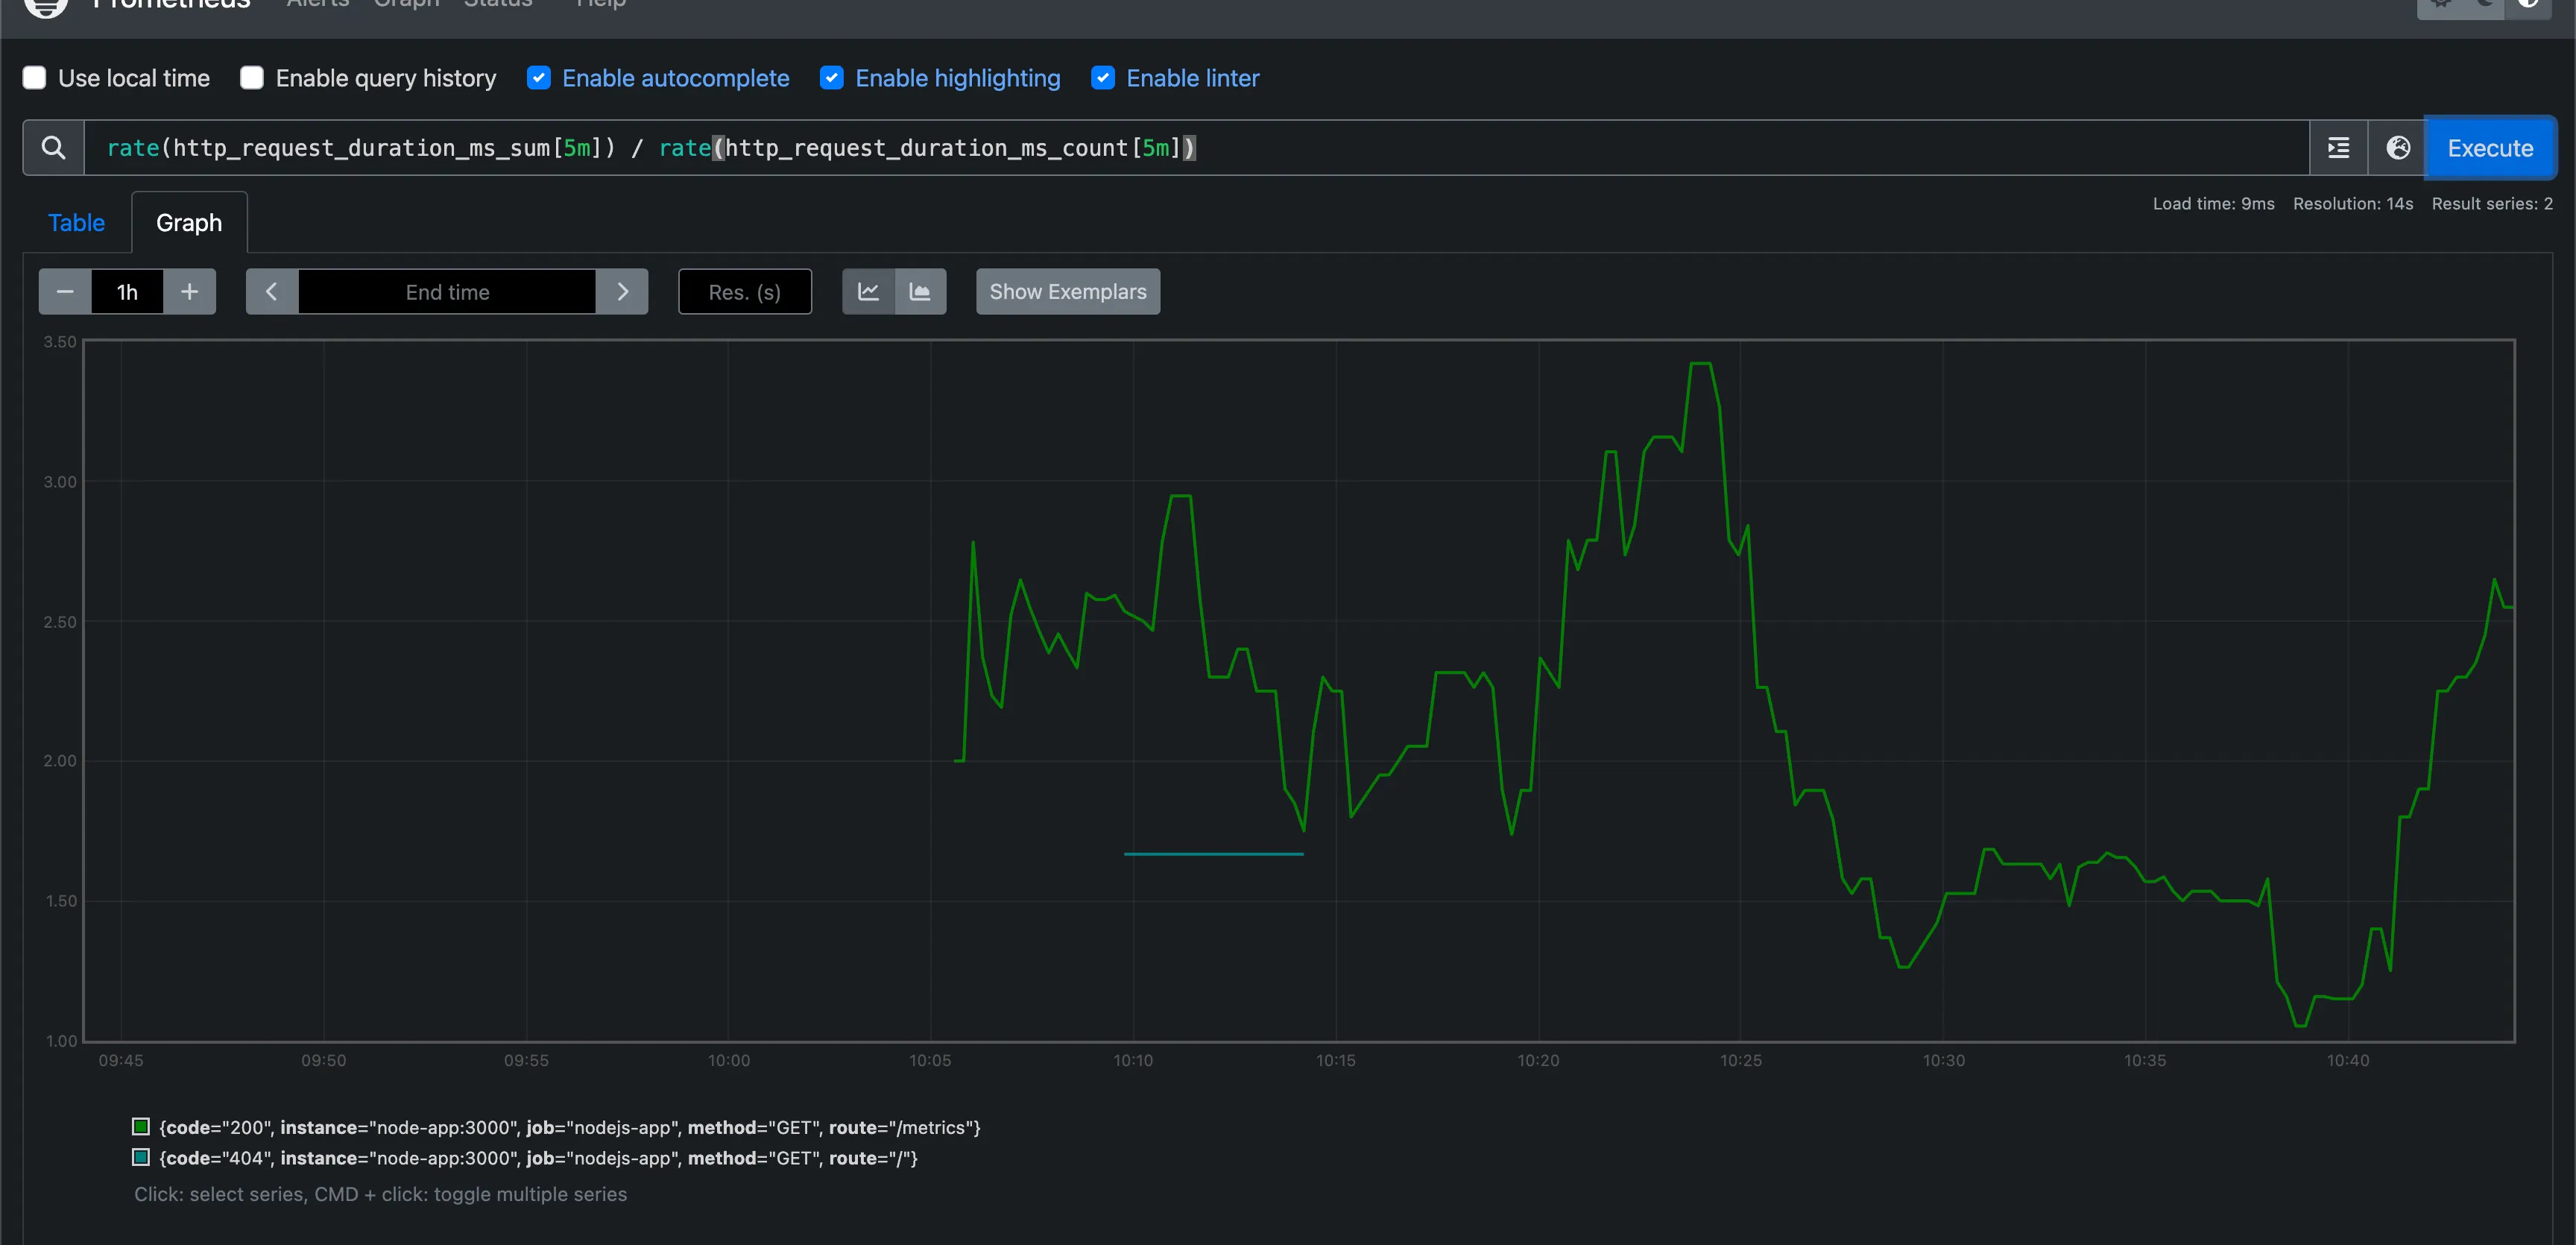 Prometheus Alerts Graph Status Help
Use local time Enable query history Enable autocomplete Enable highlighting Enable linter
rate(http_request_duration_ms_sum[5m]) / rate(http_request_duration_ms_count[5m])
Execute
Table Graph
Load time: 9ms Resolution: 14s Result series: 2
− 1h + End time Res. (s) Show Exemplars
3.50
3.00
2.50
2.00
1.50
1.00
09:45 09:50 09:55 10:00 10:05 10:10 10:15 10:20 10:25 10:30 10:35 10:40
{code="200", instance="node-app:3000", job="nodejs-app", method="GET", route="/metrics"}
{code="404", instance="node-app:3000", job="nodejs-app", method="GET", route="/"}
Click: select series, CMD + click: toggle multiple series